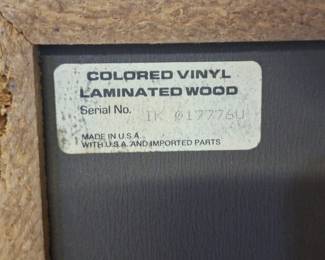 COLORED VINYL
LAMINATED WOOD
Serial No. IK 017776U
MADE IN U.S.A.
WITH U.S.A. AND IMPORTED PARTS